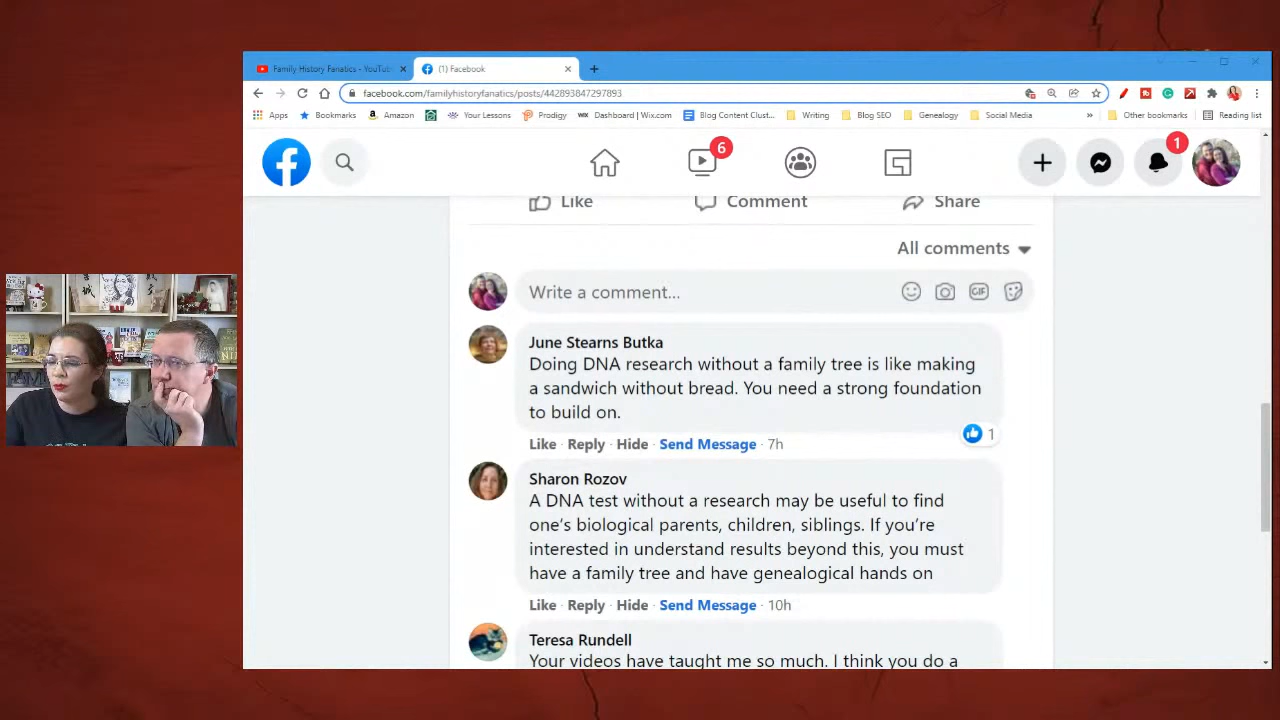 Family History Fanatics - YouTub
(1) Facebook
facebook.com/familyhistoryfanatics/posts/442893847297893
Apps Bookmarks Amazon Your Lessons Prodigy Dashboard | Wix.com Blog Content Clust... Writing Blog SEO Genealogy Social Media » Other bookmarks Reading list
6
1
Like Comment Share
All comments
Write a comment...
GIF
June Stearns Butka
Doing DNA research without a family tree is like making
a sandwich without bread. You need a strong foundation
to build on.
1
Like · Reply · Hide · Send Message · 7h
Sharon Rozov
A DNA test without a research may be useful to find
one's biological parents, children, siblings. If you're
interested in understand results beyond this, you must
have a family tree and have genealogical hands on
Like · Reply · Hide · Send Message · 10h
Teresa Rundell
Your videos have taught me so much. I think you do a